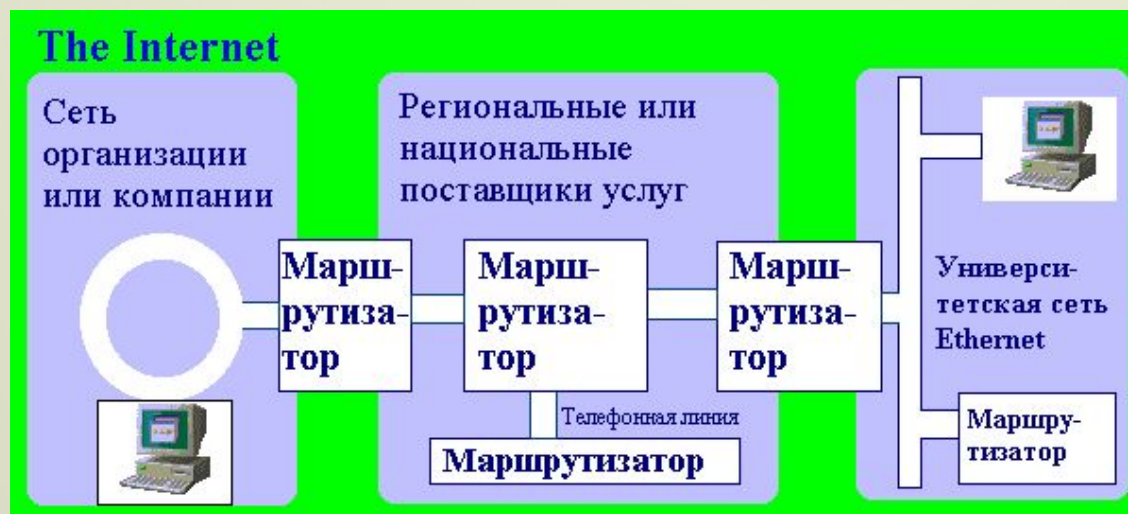 The Internet
Сеть
организации
или компании
Региональные или
национальные
поставщики услуг
Марш-
рутиза-
тор
Марш-
рутиза-
тор
Марш-
рутиза-
тор
Телефонная линия
Маршрутизатор
Универси-
тетская сеть
Ethernet
Маршру-
тизатор